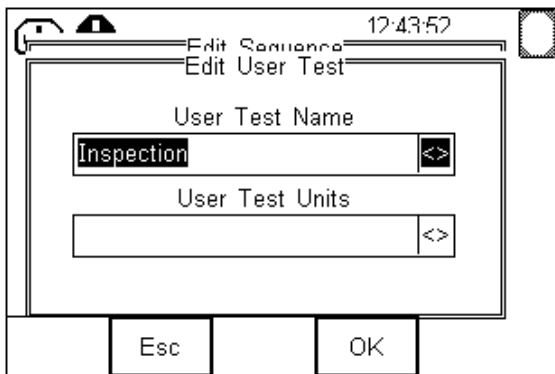 12:43:52
Edit Sequence
Edit User Test
User Test Name
Inspection <>
User Test Units
<>
Esc OK